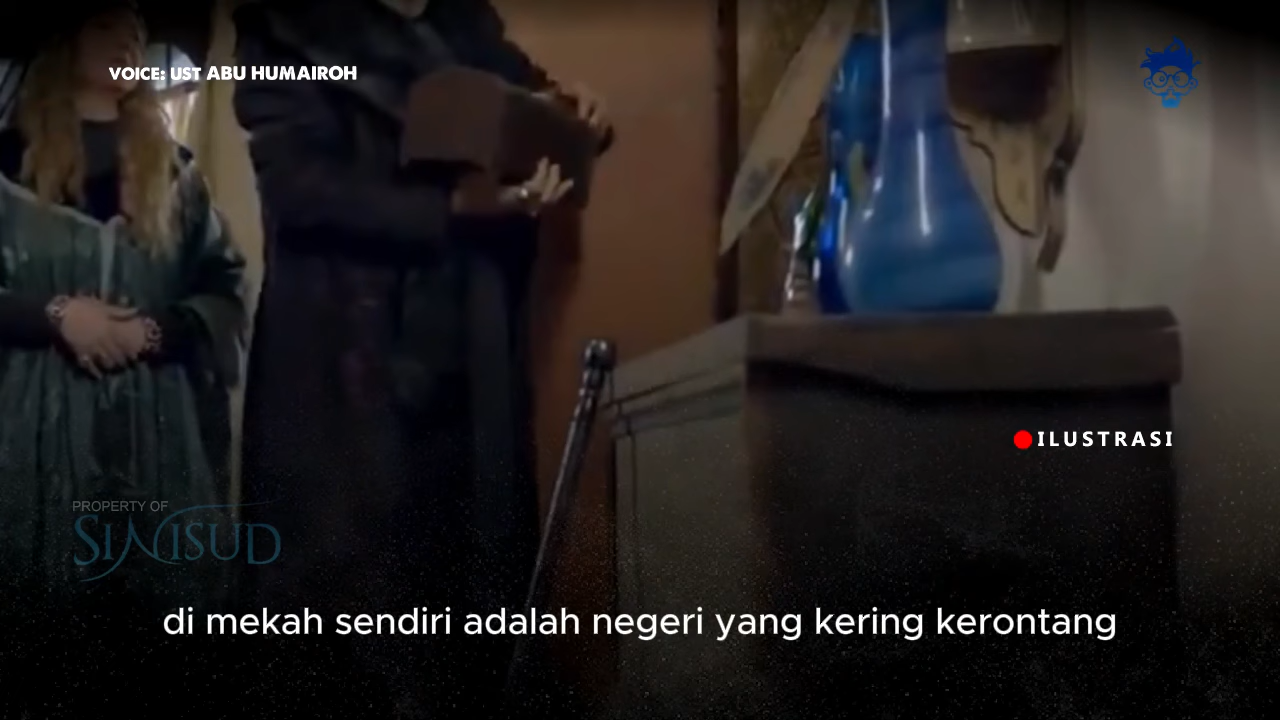 VOICE: UST ABU HUMAIROH
ILUSTRASI
PROPERTY OF
SINISUD
di mekah sendiri adalah negeri yang kering kerontang